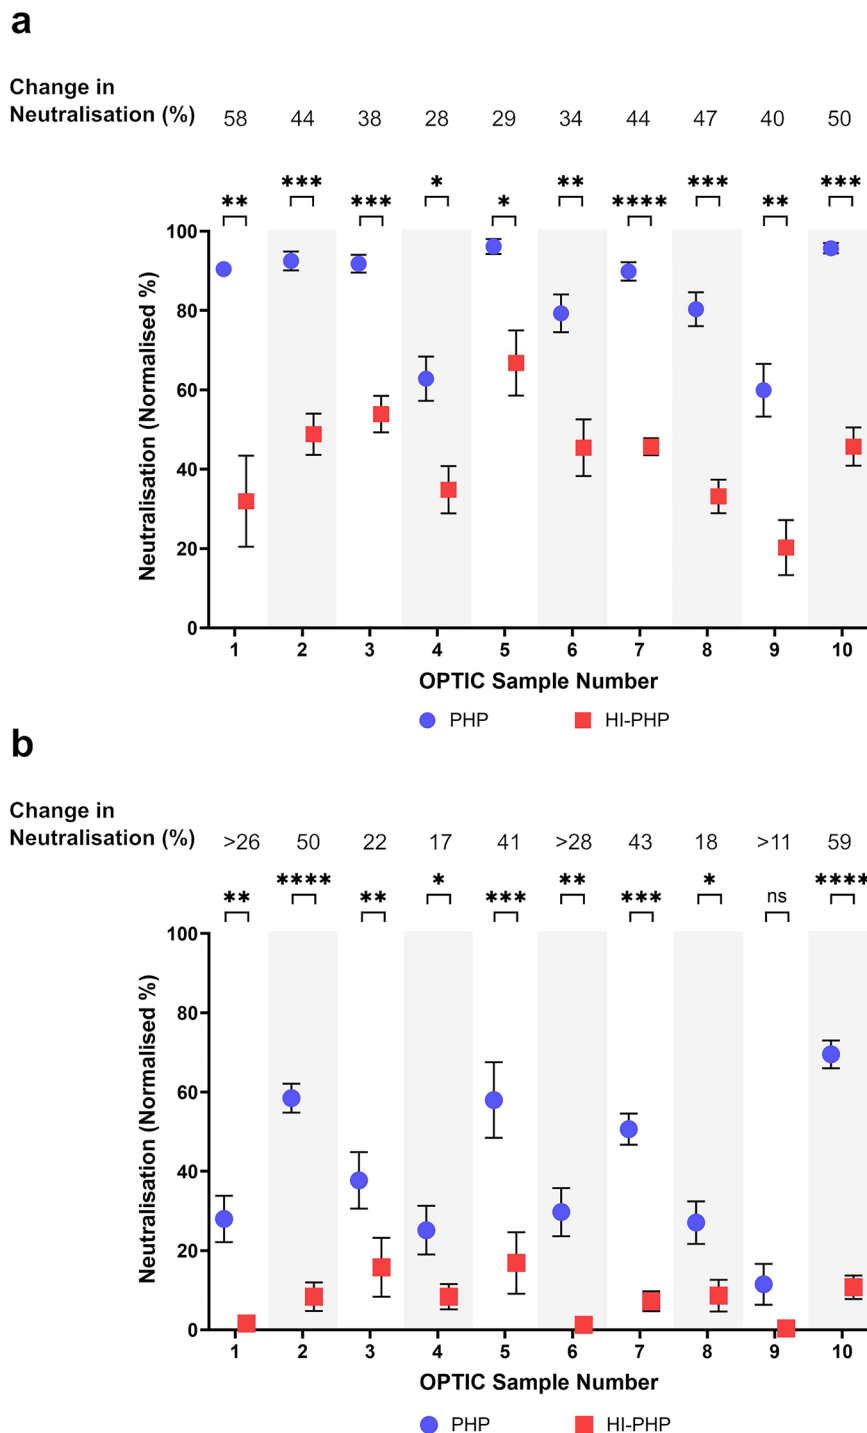 a
Change in
Neutralisation (%) 58 44 38 28 29 34 44 47 40 50
** *** *** * * ** **** *** ** ***
Neutralisation (Normalised %)
100
80
60
40
20
0
1 2 3 4 5 6 7 8 9 10
OPTIC Sample Number
PHP HI-PHP
b
Change in
Neutralisation (%) >26 50 22 17 41 >28 43 18 >11 59
** **** ** * *** ** *** * ns ****
Neutralisation (Normalised %)
100
80
60
40
20
0
1 2 3 4 5 6 7 8 9 10
OPTIC Sample Number
PHP HI-PHP